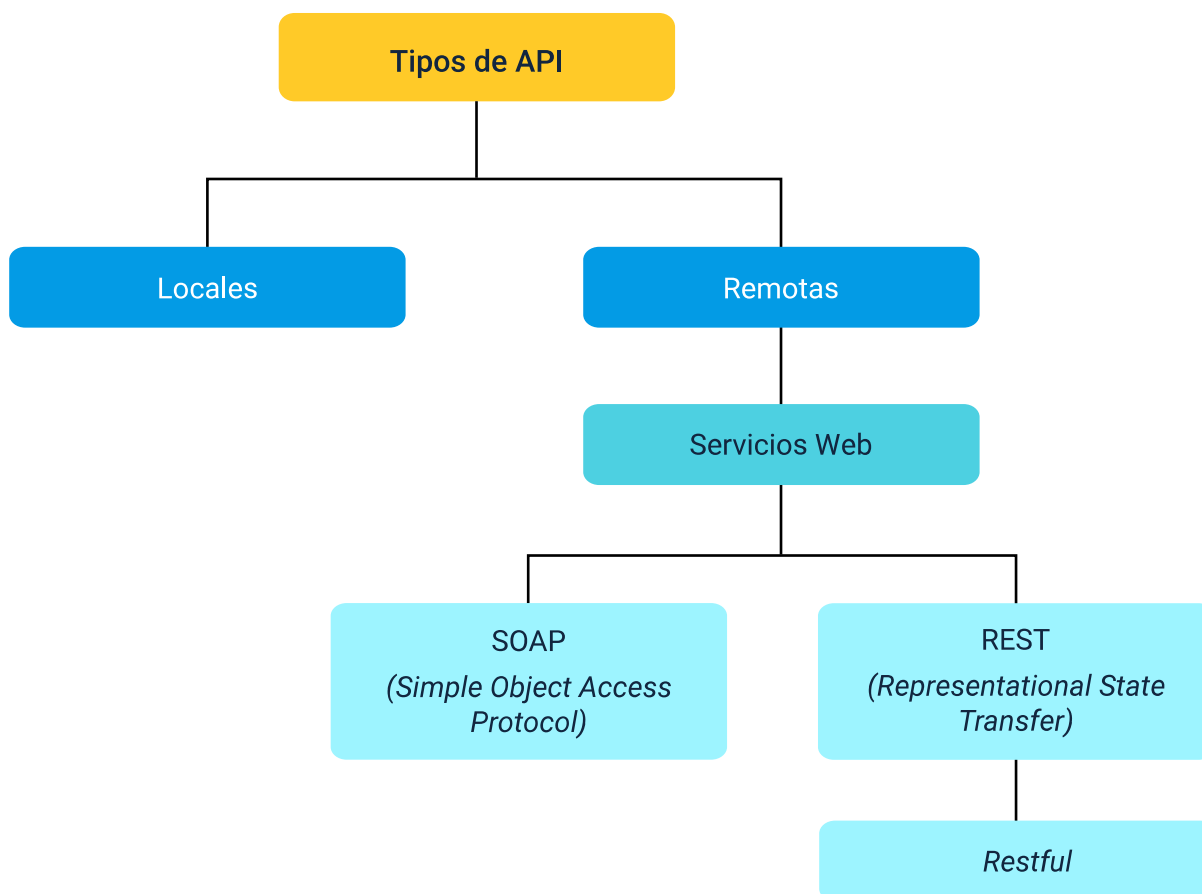 Tipos de API
Locales
Remotas
Servicios Web
SOAP
(Simple Object Access
Protocol)
REST
(Representational State
Transfer)
Restful